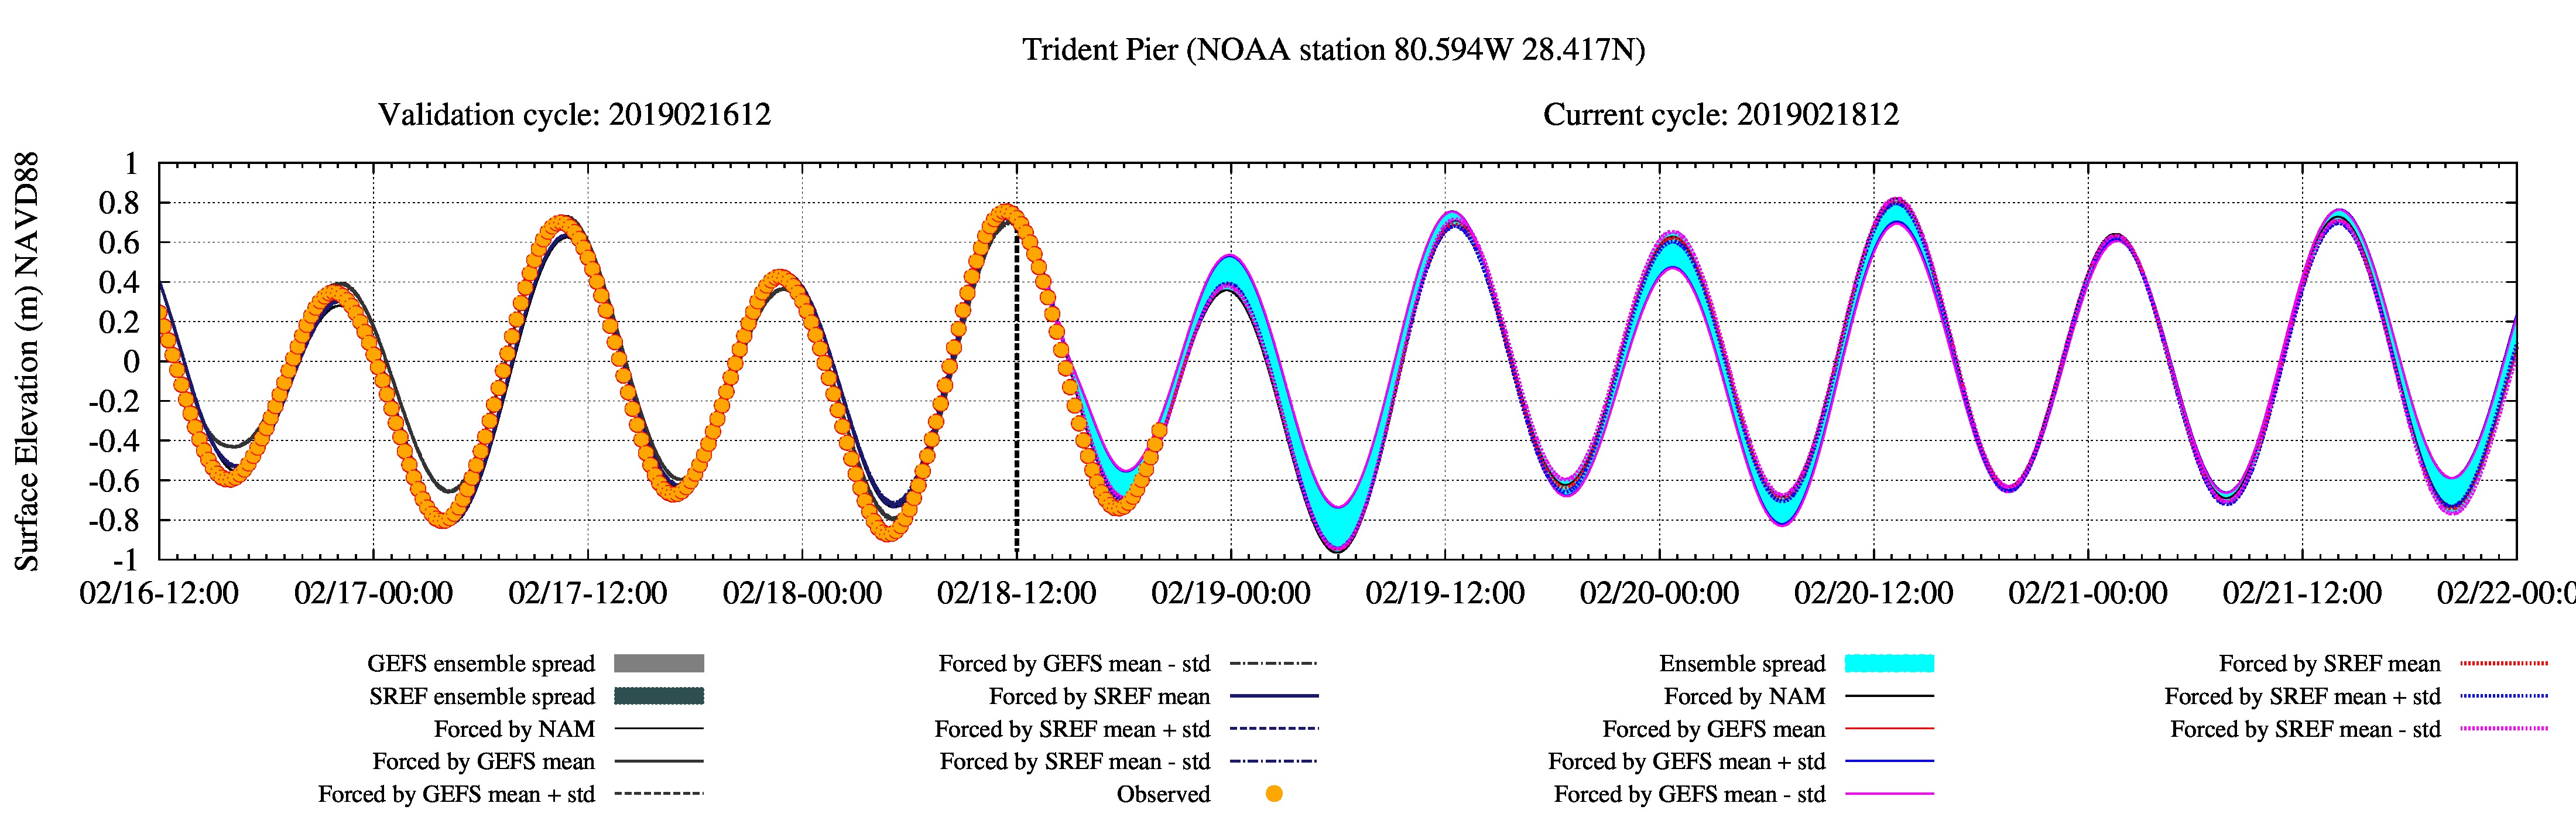 Trident Pier (NOAA station 80.594W 28.417N)
Validation cycle: 2019021612
Current cycle: 2019021812
Surface Elevation (m) NAVD88
1
0.8
0.6
0.4
0.2
0
-0.2
-0.4
-0.6
-0.8
-1
02/16-12:00 02/17-00:00 02/17-12:00 02/18-00:00 02/18-12:00 02/19-00:00 02/19-12:00 02/20-00:00 02/20-12:00 02/21-00:00 02/21-12:00 02/22-00:0
GEFS ensemble spread
SREF ensemble spread
Forced by NAM
Forced by GEFS mean
Forced by GEFS mean + std
Forced by GEFS mean - std
Forced by SREF mean
Forced by SREF mean + std
Forced by SREF mean - std
Observed
Ensemble spread
Forced by NAM
Forced by GEFS mean
Forced by GEFS mean + std
Forced by GEFS mean - std
Forced by SREF mean
Forced by SREF mean + std
Forced by SREF mean - std